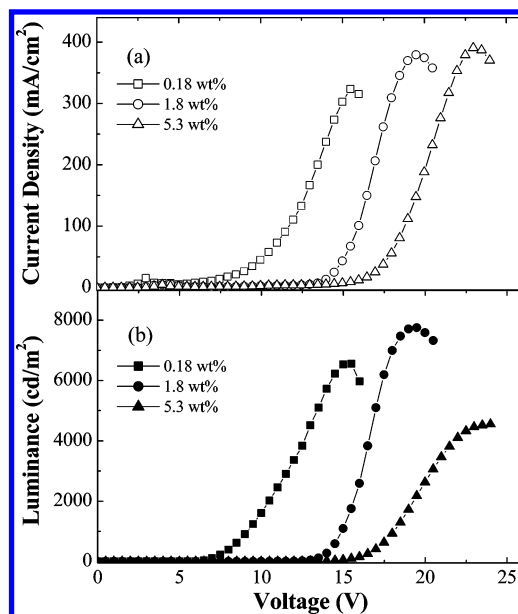 (a)
0.18 wt%
1.8 wt%
5.3 wt%
Current Density (mA/cm²)
400
300
200
100
0
(b)
0.18 wt%
1.8 wt%
5.3 wt%
Luminance (cd/m²)
8000
6000
4000
2000
0
0 5 10 15 20 25
Voltage (V)